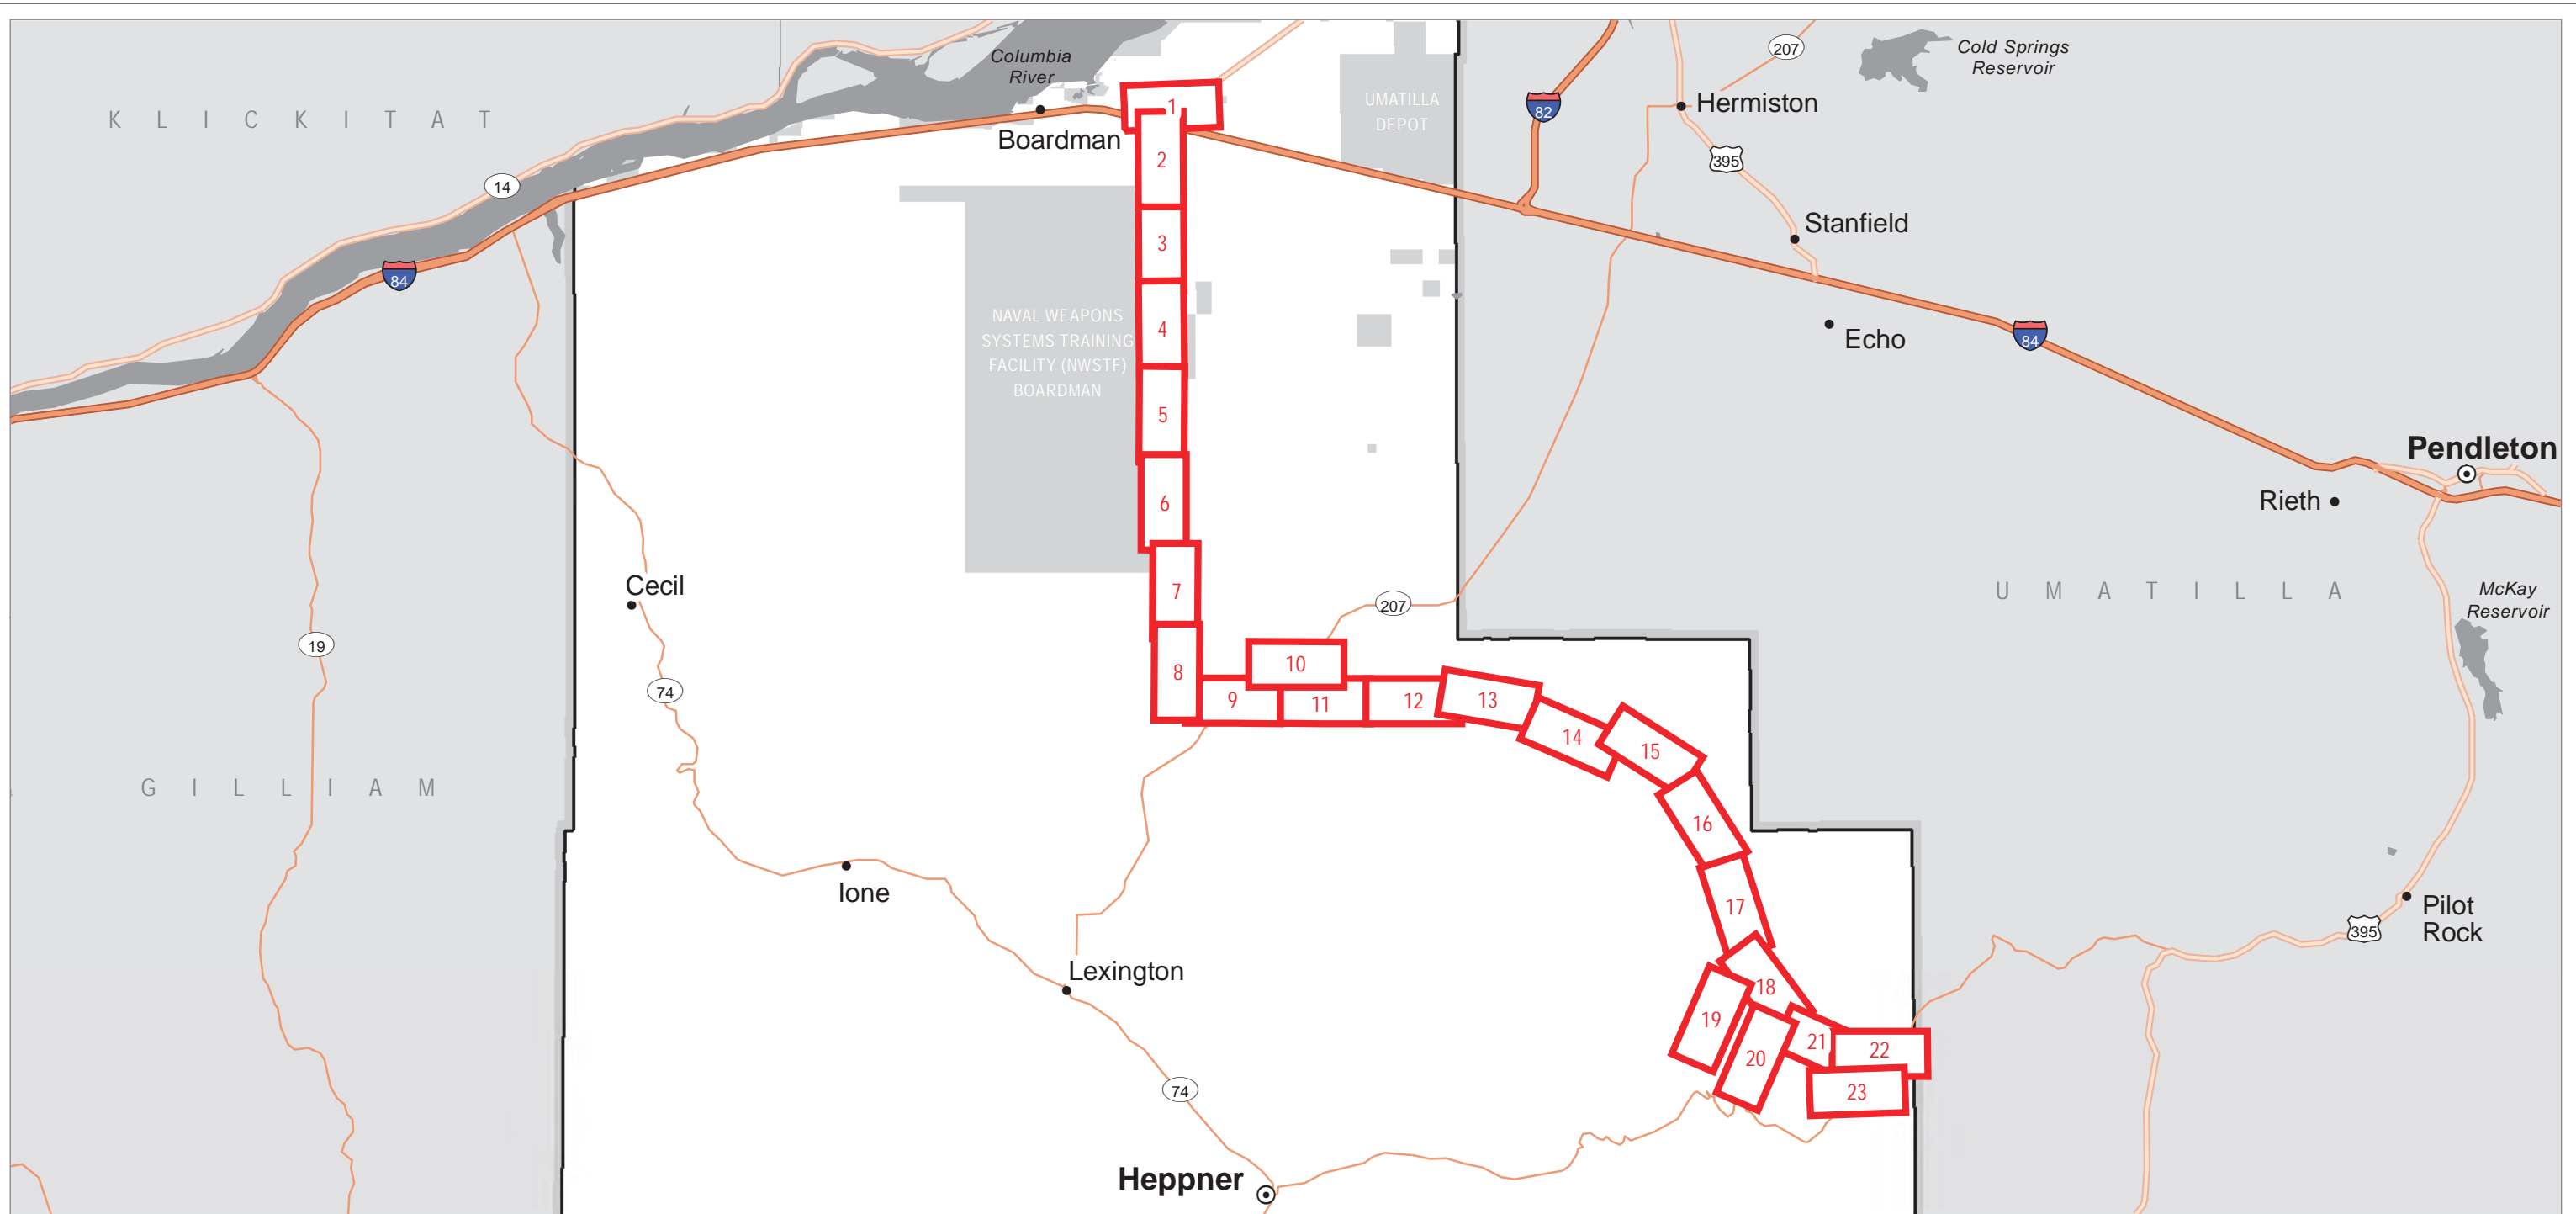 Columbia
River
207
Cold Springs
Reservoir
K L I C K I T A T
1
UMATILLA
DEPOT
82
Hermiston
Boardman
2
395
14
Stanfield
3
84
NAVAL WEAPONS
SYSTEMS TRAINING
FACILITY (NWSTF)
BOARDMAN
4
Echo
84
5
Pendleton
6
Rieth
Cecil
7
207
U M A T I L L A
McKay
Reservoir
19
74
8
10
9
11
12
13
14
15
G I L L I A M
16
Ione
17
Pilot
Rock
395
Lexington
18
19
20
21
22
74
23
Heppner